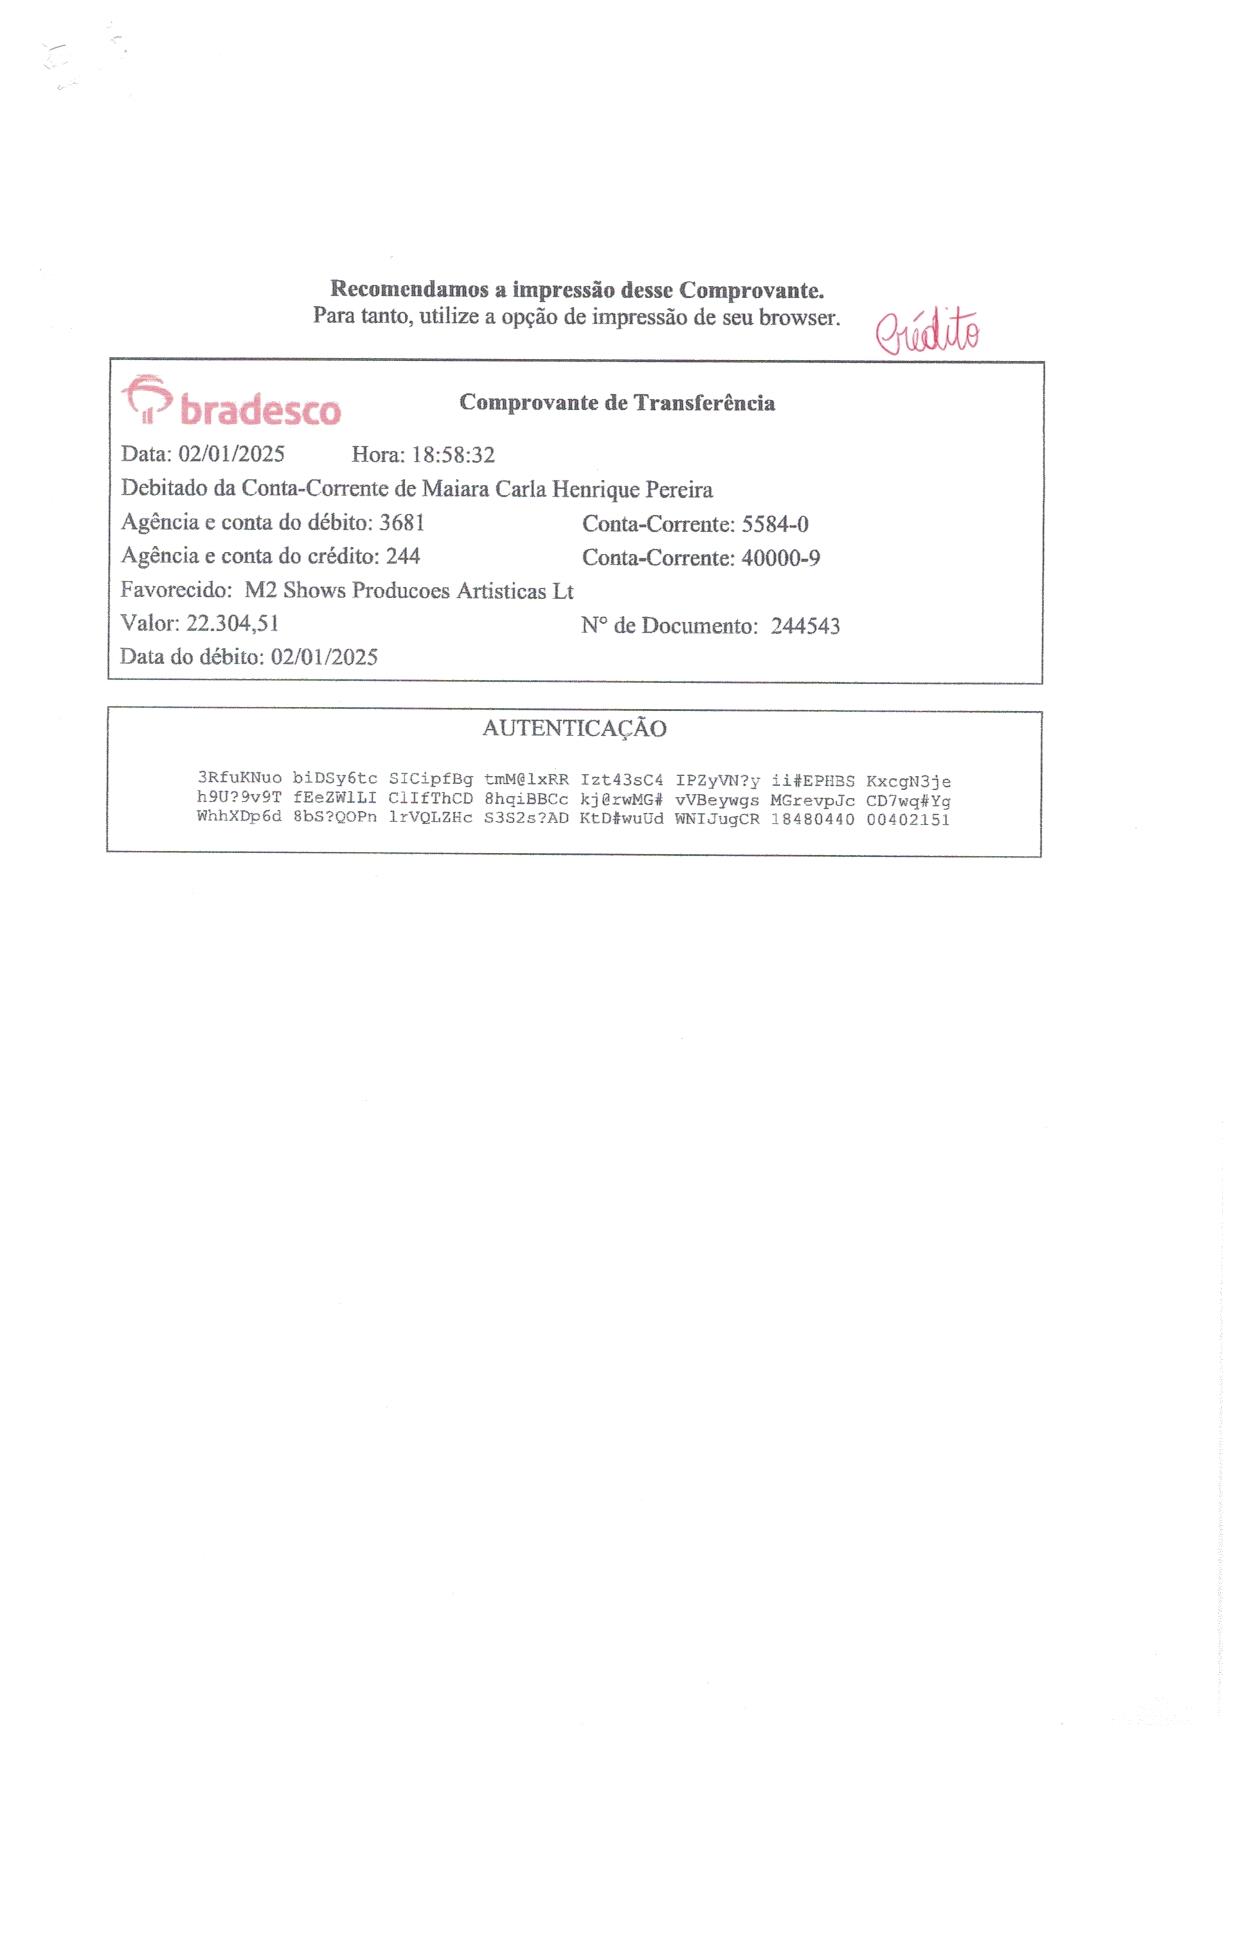 Recomendamos a impressão desse Comprovante.
Para tanto, utilize a opção de impressão de seu browser.
Crédito
bradesco Comprovante de Transferência
Data: 02/01/2025 Hora: 18:58:32
Debitado da Conta-Corrente de Maiara Carla Henrique Pereira
Agência e conta do débito: 3681 Conta-Corrente: 5584-0
Agência e conta do crédito: 244 Conta-Corrente: 40000-9
Favorecido: M2 Shows Producoes Artisticas Lt
Valor: 22.304,51 Nº de Documento: 244543
Data do débito: 02/01/2025
AUTENTICAÇÃO
3RfuKNuo biDSy6tc SICipfBg tmM@lxRR Izt43sC4 IPZyVN?y ii#EPHBS KxcgN3je
h9U?9v9T fEeZWlLI ClIfThCD 8hqiBBCc kj@rwMG# vVBeywgs MGrevpJc CD7wq#Yg
WhhXDp6d 8bS?QOPn lrVQLZHc S3S2s?AD KtD#wuUd WNIJugCR 18480440 00402151